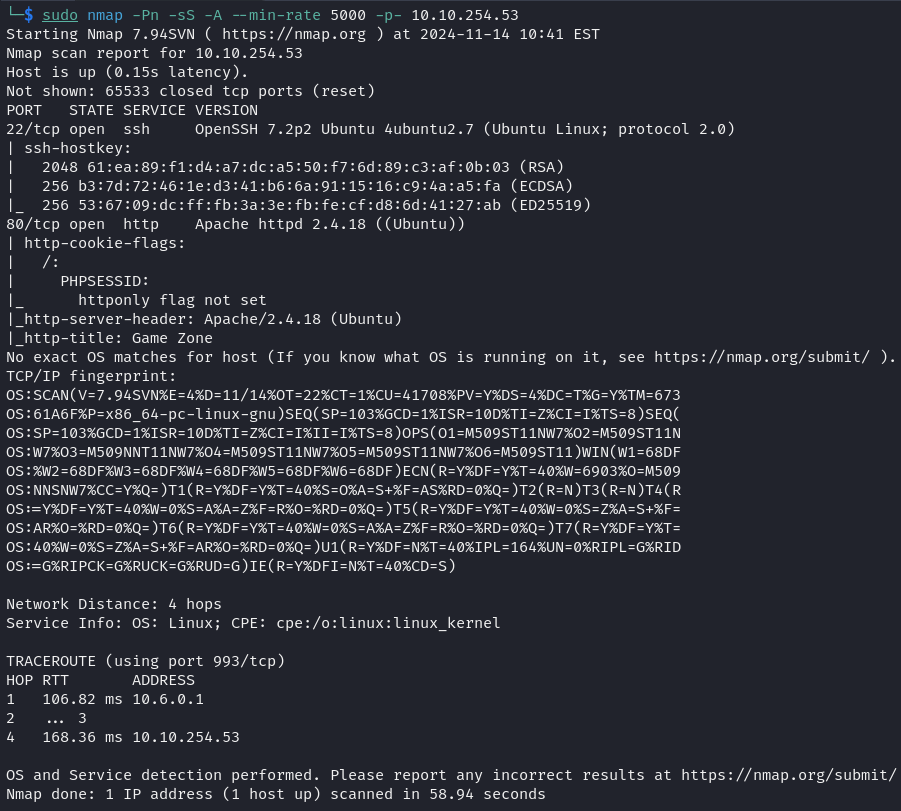 └─$ sudo nmap -Pn -sS -A --min-rate 5000 -p- 10.10.254.53
Starting Nmap 7.94SVN ( https://nmap.org ) at 2024-11-14 10:41 EST
Nmap scan report for 10.10.254.53
Host is up (0.15s latency).
Not shown: 65533 closed tcp ports (reset)
PORT   STATE SERVICE VERSION
22/tcp open  ssh     OpenSSH 7.2p2 Ubuntu 4ubuntu2.7 (Ubuntu Linux; protocol 2.0)
| ssh-hostkey:
|   2048 61:ea:89:f1:d4:a7:dc:a5:50:f7:6d:89:c3:af:0b:03 (RSA)
|   256 b3:7d:72:46:1e:d3:41:b6:6a:91:15:16:c9:4a:a5:fa (ECDSA)
|_  256 53:67:09:dc:ff:fb:3a:3e:fb:fe:cf:d8:6d:41:27:ab (ED25519)
80/tcp open  http    Apache httpd 2.4.18 ((Ubuntu))
| http-cookie-flags:
|   /:
|     PHPSESSID:
|_      httponly flag not set
|_http-server-header: Apache/2.4.18 (Ubuntu)
|_http-title: Game Zone
No exact OS matches for host (If you know what OS is running on it, see https://nmap.org/submit/ ).
TCP/IP fingerprint:
OS:SCAN(V=7.94SVN%E=4%D=11/14%OT=22%CT=1%CU=41708%PV=Y%DS=4%DC=T%G=Y%TM=673
OS:61A6F%P=x86_64-pc-linux-gnu)SEQ(SP=103%GCD=1%ISR=10D%TI=Z%CI=I%TS=8)SEQ(
OS:SP=103%GCD=1%ISR=10D%TI=Z%CI=I%II=I%TS=8)OPS(O1=M509ST11NW7%O2=M509ST11N
OS:W7%O3=M509NNT11NW7%O4=M509ST11NW7%O5=M509ST11NW7%O6=M509ST11)WIN(W1=68DF
OS:%W2=68DF%W3=68DF%W4=68DF%W5=68DF%W6=68DF)ECN(R=Y%DF=Y%T=40%W=6903%O=M509
OS:NNSNW7%CC=Y%Q=)T1(R=Y%DF=Y%T=40%S=O%A=S+%F=AS%RD=0%Q=)T2(R=N)T3(R=N)T4(R
OS:=Y%DF=Y%T=40%W=0%S=A%A=Z%F=R%O=%RD=0%Q=)T5(R=Y%DF=Y%T=40%W=0%S=Z%A=S+%F=
OS:AR%O=%RD=0%Q=)T6(R=Y%DF=Y%T=40%W=0%S=A%A=Z%F=R%O=%RD=0%Q=)T7(R=Y%DF=Y%T=
OS:40%W=0%S=Z%A=S+%F=AR%O=%RD=0%Q=)U1(R=Y%DF=N%T=40%IPL=164%UN=0%RIPL=G%RID
OS:=G%RIPCK=G%RUCK=G%RUD=G)IE(R=Y%DFI=N%T=40%CD=S)
Network Distance: 4 hops
Service Info: OS: Linux; CPE: cpe:/o:linux:linux_kernel
TRACEROUTE (using port 993/tcp)
HOP RTT       ADDRESS
1   106.82 ms 10.6.0.1
2   ... 3
4   168.36 ms 10.10.254.53
OS and Service detection performed. Please report any incorrect results at https://nmap.org/submit/
Nmap done: 1 IP address (1 host up) scanned in 58.94 seconds